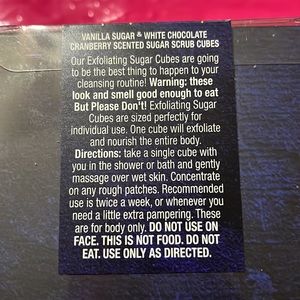 VANILLA SUGAR & WHITE CHOCOLATE
CRANBERRY SCENTED SUGAR SCRUB CUBES
Our Exfoliating Sugar Cubes are going
to be the best thing to happen to your
cleansing routine! Warning: these
look and smell good enough to eat
But Please Don't! Exfoliating Sugar
Cubes are sized perfectly for
individual use. One cube will exfoliate
and nourish the entire body.
Directions: take a single cube with
you in the shower or bath and gently
massage over wet skin. Concentrate
on any rough patches. Recommended
use is twice a week, or whenever you
need a little extra pampering. These
are for body only. DO NOT USE ON
FACE. THIS IS NOT FOOD. DO NOT
EAT. USE ONLY AS DIRECTED.